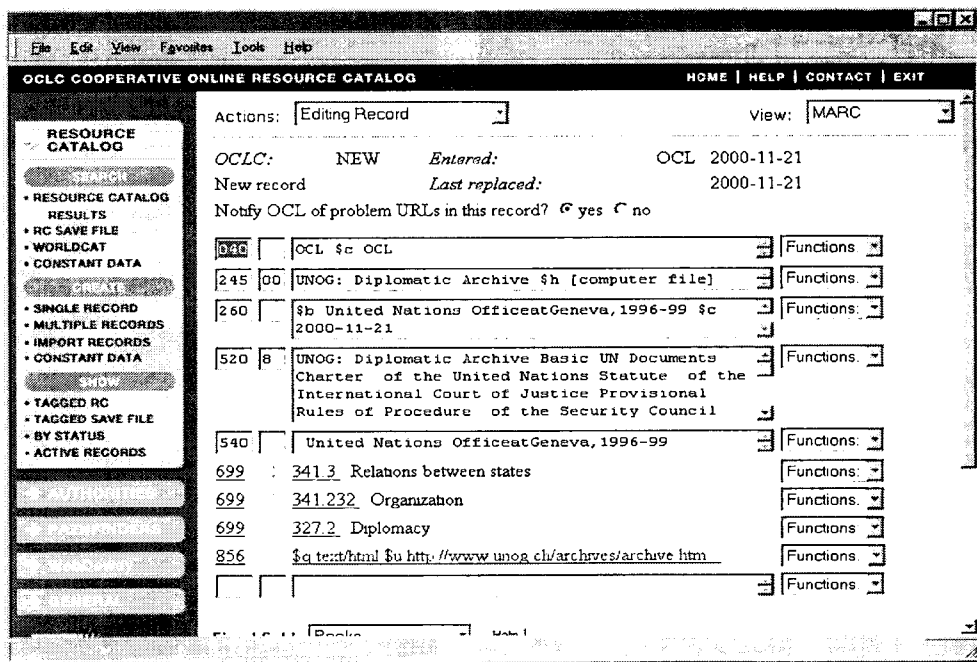 File Edit View Favorites Tools Help
OCLC COOPERATIVE ONLINE RESOURCE CATALOG HOME | HELP | CONTACT | EXIT
RESOURCE CATALOG
SEARCH
• RESOURCE CATALOG
RESULTS
• RC SAVE FILE
• WORLDCAT
• CONSTANT DATA
CREATE
• SINGLE RECORD
• MULTIPLE RECORDS
• IMPORT RECORDS
• CONSTANT DATA
SHOW
• TAGGED RC
• TAGGED SAVE FILE
• BY STATUS
• ACTIVE RECORDS
AUTHORITIES
PATHFINDERS
GENERAL
Actions: Editing Record View: MARC
OCLC: NEW Entered: OCL 2000-11-21
New record Last replaced: 2000-11-21
Notify OCL of problem URLs in this record? yes no
040 OCL $c OCL Functions.
245 00 UNOG: Diplomatic Archive $h [computer file] Functions:
260 $b United Nations OfficeatGeneva,1996-99 $c Functions:
2000-11-21
520 8 UNOG: Diplomatic Archive Basic UN Documents Functions.
Charter of the United Nations Statute of the
International Court of Justice Provisional
Rules of Procedure of the Security Council
540 United Nations OfficeatGeneva,1996-99 Functions:
699 341.3 Relations between states Functions:
699 341.232 Organization Functions.
699 327.2 Diplomacy Functions.
856 $q text/html $u http://www.unog.ch/archives/archive.htm Functions:
Functions.
Books Help